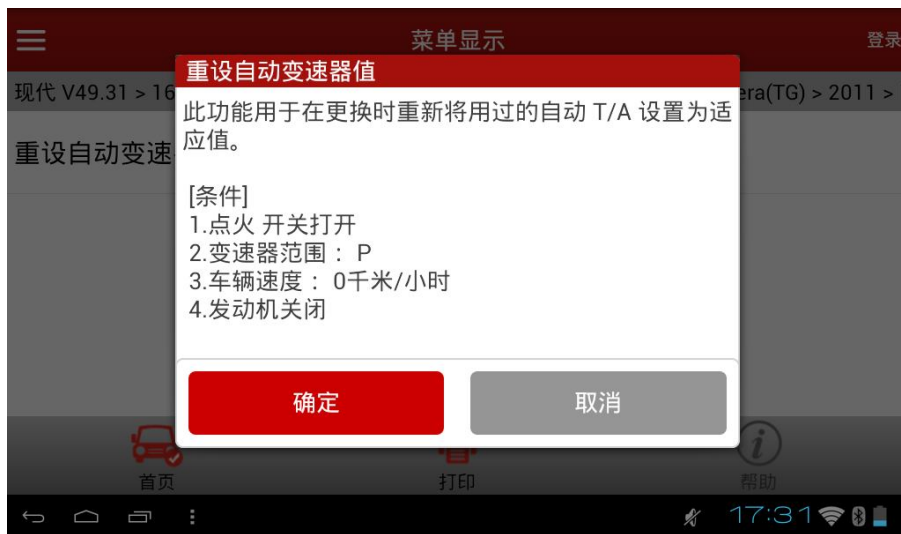 菜单显示
登录
重设自动变速器值
现代 V49.31 > 16
era(TG) > 2011 >
此功能用于在更换时重新将用过的自动 T/A 设置为适
应值。
重设自动变速
[条件]
1.点火 开关打开
2.变速器范围： P
3.车辆速度： 0千米/小时
4.发动机关闭
确定
取消
首页
打印
帮助
17:31